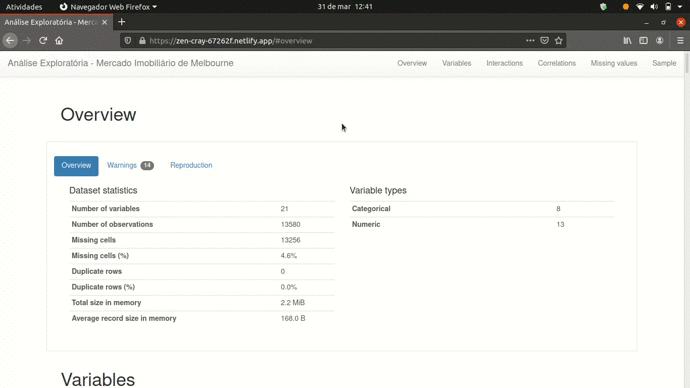 Atividades Navegador Web Firefox 31 de mar 12:41
Análise Exploratória - Merca
https://zen-cray-67262f.netlify.app/#overview
Análise Exploratória - Mercado Imobiliário de Melbourne Overview Variables Interactions Correlations Missing values Sample
Overview
Overview Warnings 14 Reproduction
Dataset statistics Variable types
Number of variables 21 Categorical 8
Number of observations 13580 Numeric 13
Missing cells 13256
Missing cells (%) 4.6%
Duplicate rows 0
Duplicate rows (%) 0.0%
Total size in memory 2.2 MiB
Average record size in memory 168.0 B
Variables